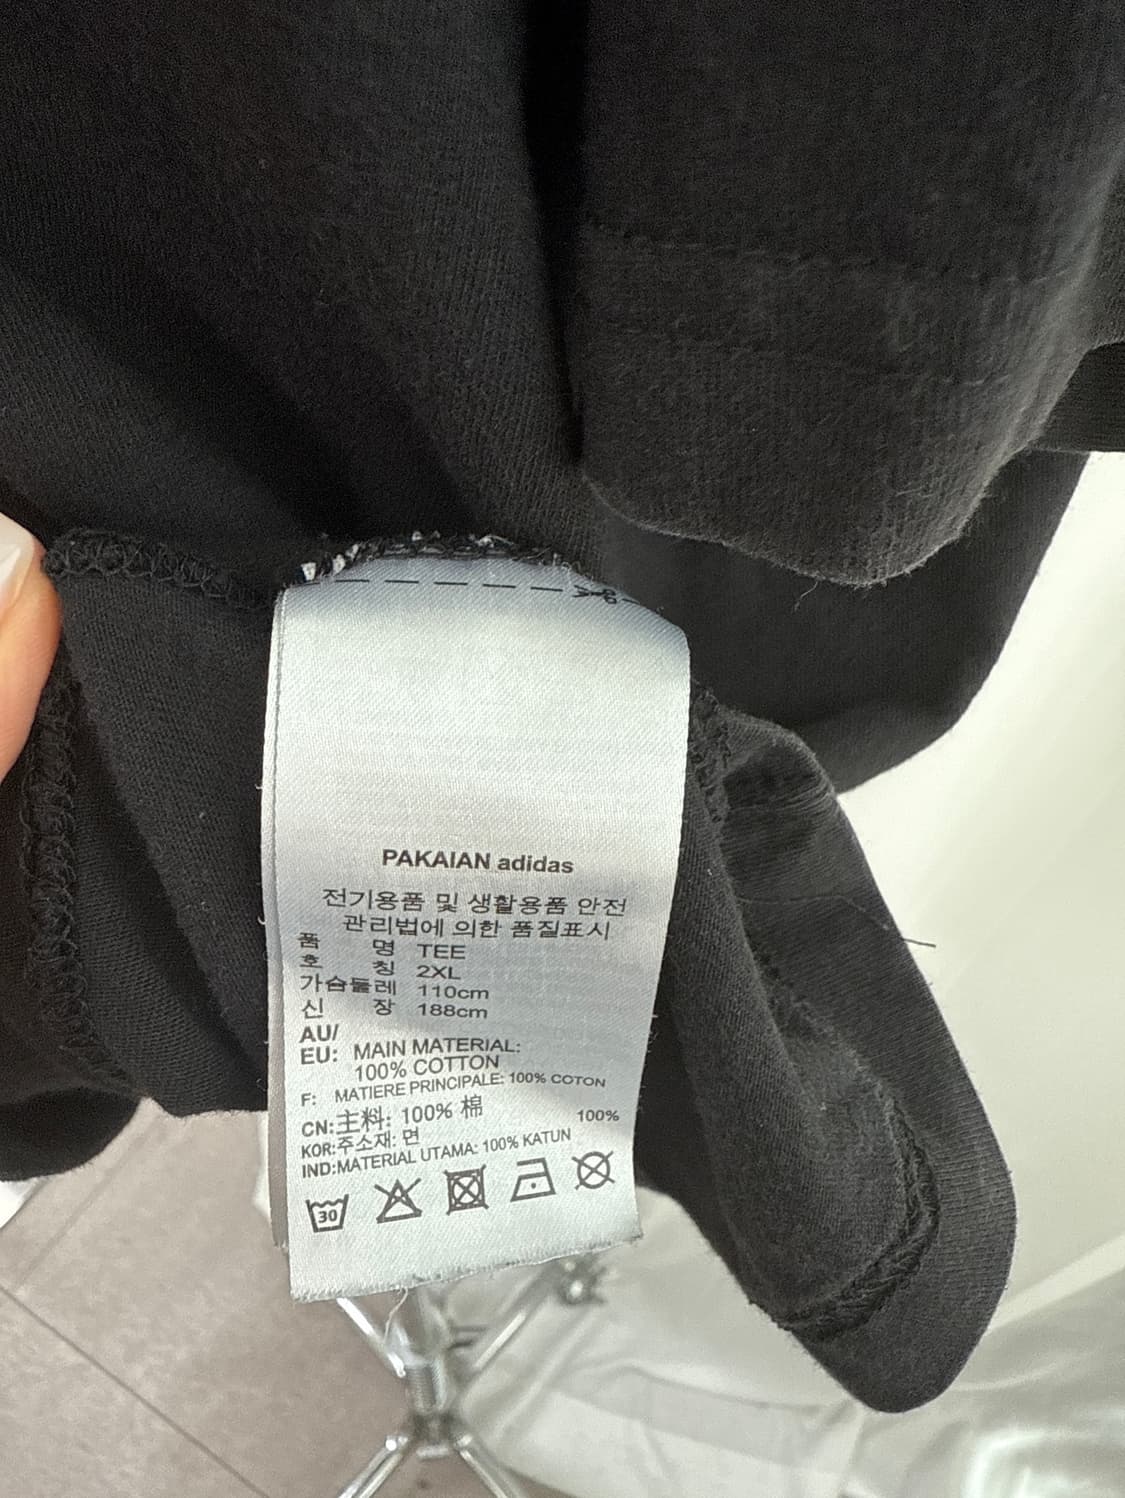 PAKAIAN adidas
전기용품 및 생활용품 안전
관리법에 의한 품질표시
품 명 TEE
호 칭 2XL
가슴둘레 110cm
신 장 188cm
AU/
EU: MAIN MATERIAL:
100% COTTON
F: MATIERE PRINCIPALE: 100% COTON
CN:主料: 100% 棉
KOR:주소재: 면 100%
IND:MATERIAL UTAMA: 100% KATUN
30